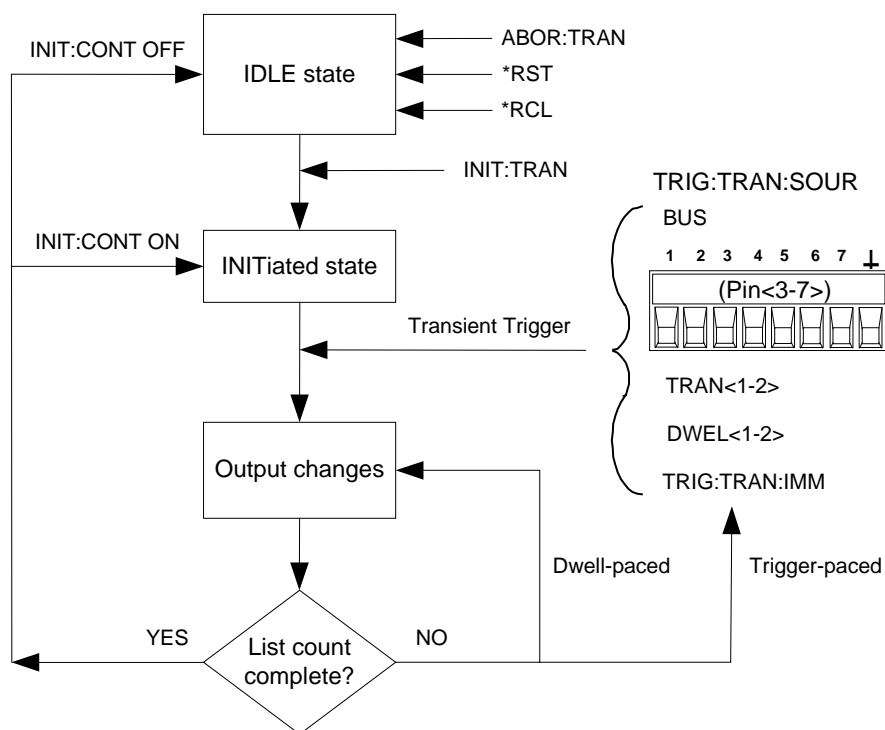 ABOR:TRAN
INIT:CONT OFF
IDLE state
*RST
*RCL
INIT:TRAN
TRIG:TRAN:SOUR
BUS
INIT:CONT ON
INITiated state
1 2 3 4 5 6 7
(Pin<3-7>)
Transient Trigger
TRAN<1-2>
DWEL<1-2>
Output changes
TRIG:TRAN:IMM
Dwell-paced
Trigger-paced
YES
List count
complete?
NO